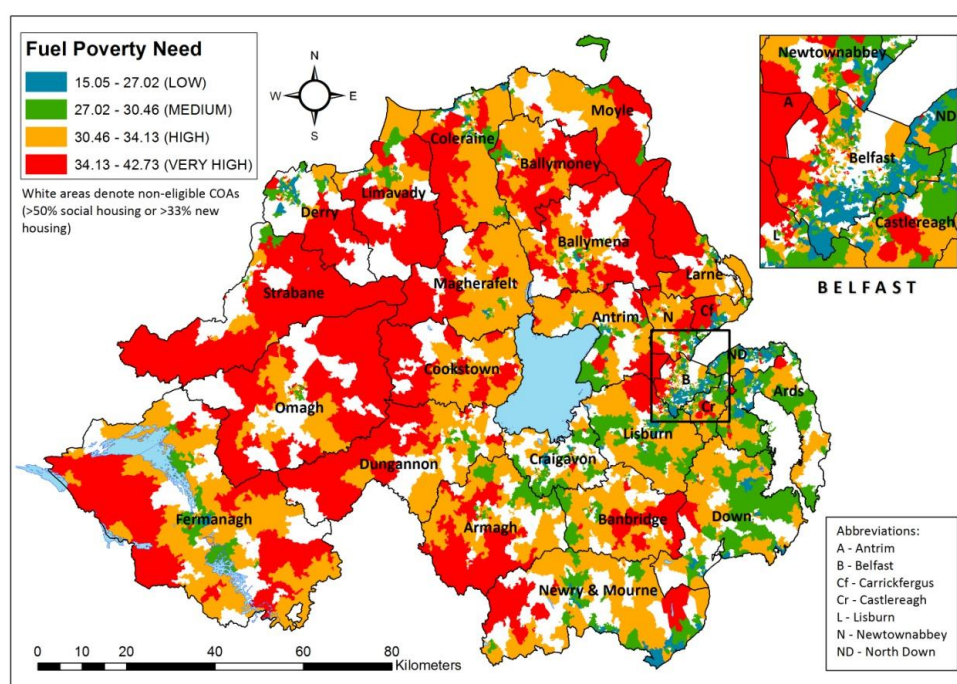 Fuel Poverty Need
15.05 - 27.02 (LOW)
27.02 - 30.46 (MEDIUM)
30.46 - 34.13 (HIGH)
34.13 - 42.73 (VERY HIGH)
White areas denote non-eligible COAs
(>50% social housing or >33% new
housing)
N
W E
S
Moyle
Coleraine
Ballymoney
Limavady
Derry
Ballymena
Larne
Magherafelt
Strabane
Antrim
N
Cf
ND
Cookstown
B
Ards
Omagh
Cr
Lisburn
Dungannon
Craigavon
Fermanagh
Armagh
Banbridge
Down
Newry & Mourne
Newtownabbey
A
ND
Belfast
Castlereagh
L
BELFAST
Abbreviations:
A - Antrim
B - Belfast
Cf - Carrickfergus
Cr - Castlereagh
L - Lisburn
N - Newtownabbey
ND - North Down
0 10 20 40 60 80
Kilometers